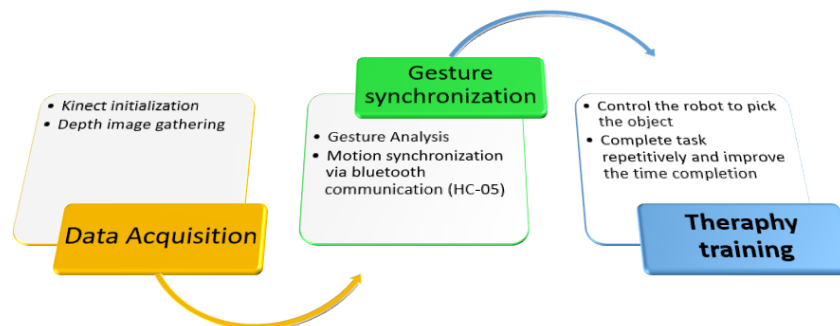 Kinect initialization
Depth image gathering
Data Acquisition
Gesture
synchronization
Gesture Analysis
Motion synchronization
via bluetooth
communication (HC-05)
Control the robot to pick
the object
Complete task
repetitively and improve
the time completion
Theraphy
training